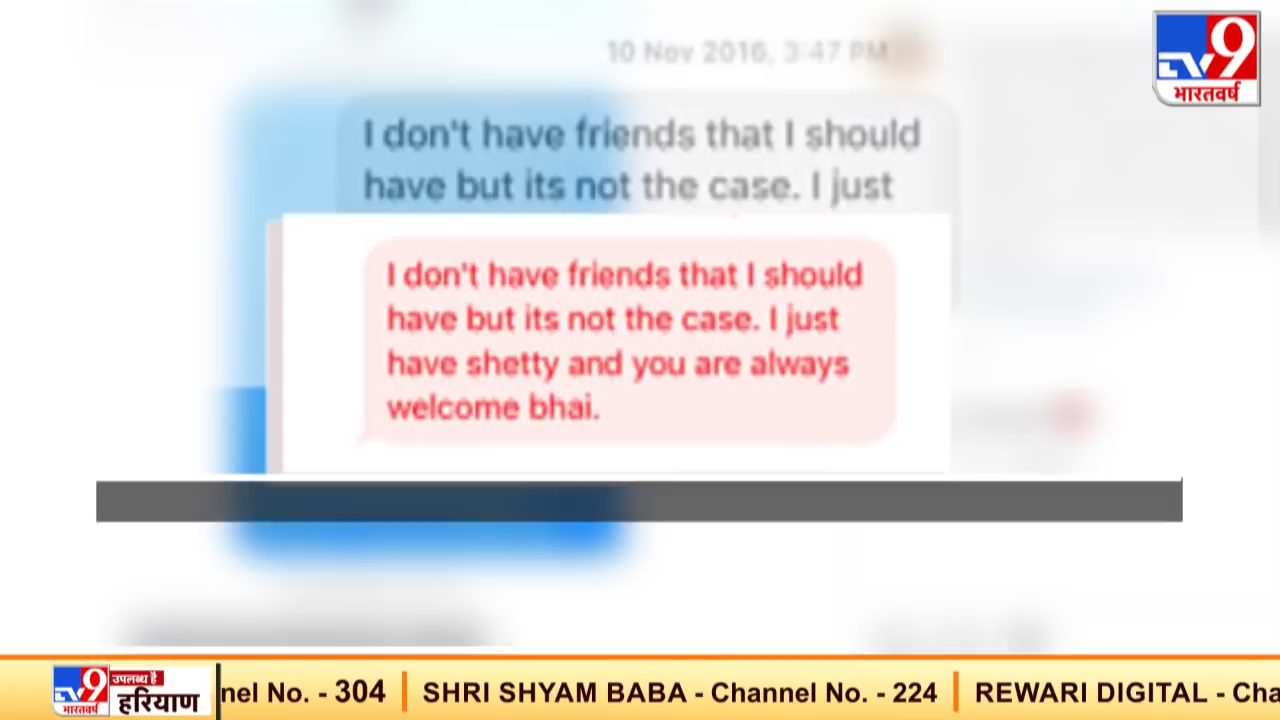 10 Nov 2016, 3:47 PM
TV9
भारतवर्ष
I don't have friends that I should
have but its not the case. I just
I don't have friends that I should
have but its not the case. I just
have shetty and you are always
welcome bhai.
TV9
भारतवर्ष
उपलब्ध है
हरियाणा
nel No. - 304 | SHRI SHYAM BABA - Channel No. - 224 | REWARI DIGITAL - Cha